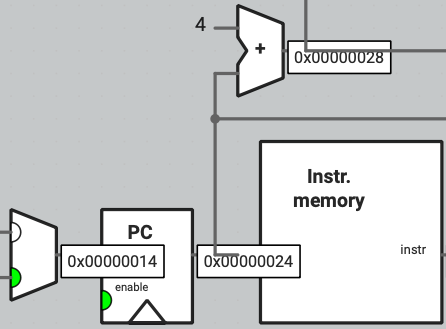 4
+
0x00000028
Instr.
memory
PC
instr
0x00000014
0x00000024
enable